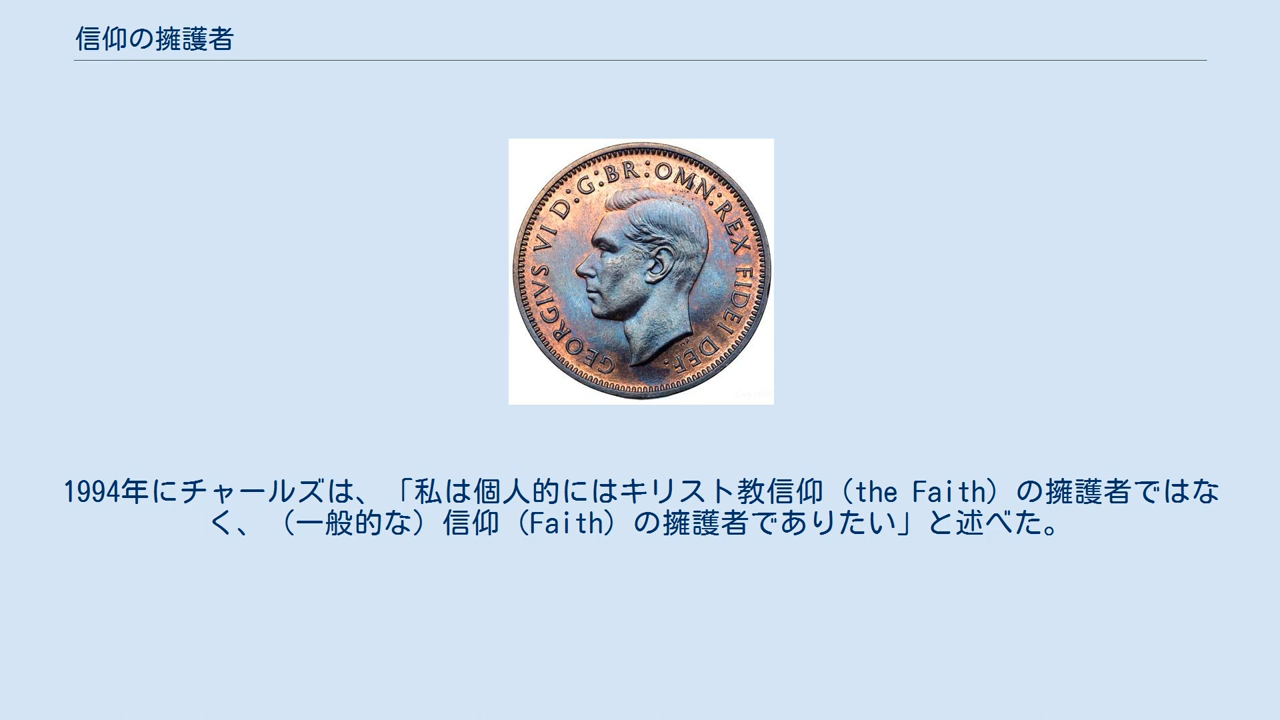 信仰の擁護者
GEORGIVS VI D:G:BR:OMN:REX FIDEI DEF:
1994年にチャールズは、「私は個人的にはキリスト教信仰（the Faith）の擁護者ではな
く、（一般的な）信仰（Faith）の擁護者でありたい」と述べた。